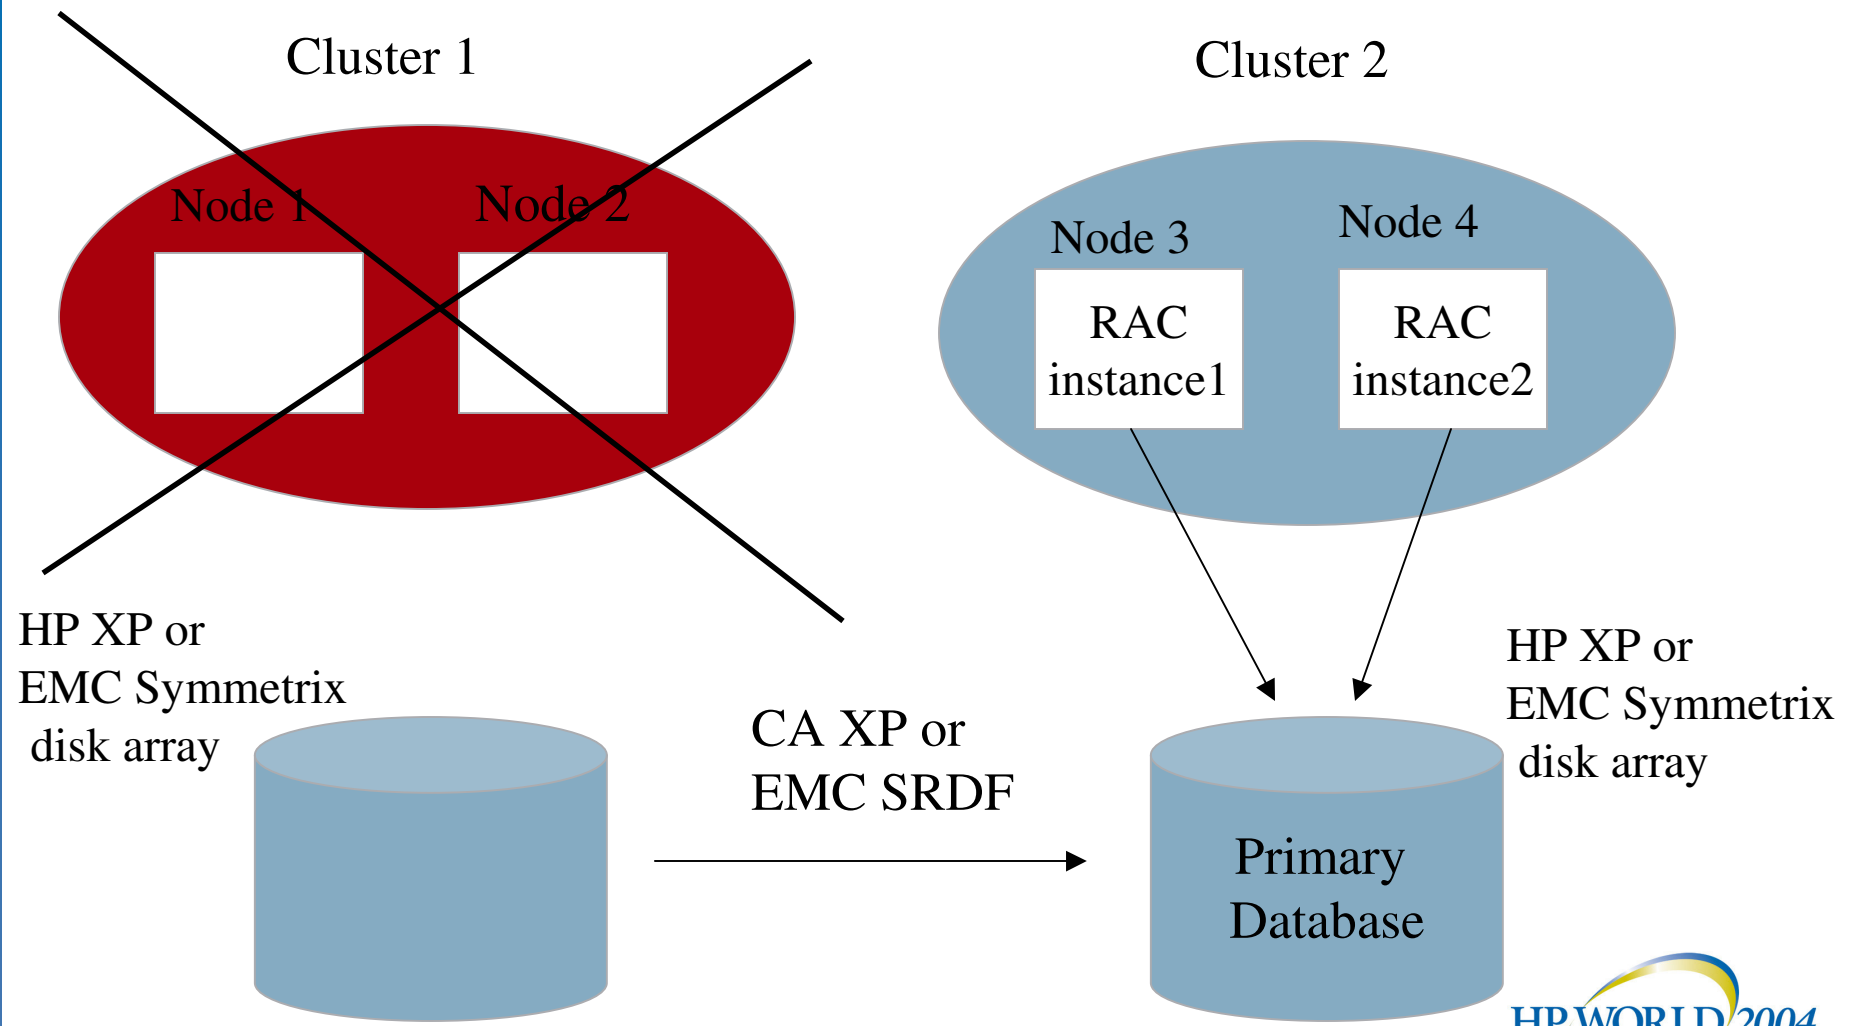 Cluster 1
Cluster 2
Node 1
Node 2
Node 3
Node 4
RAC
instance1
RAC
instance2
HP XP or
EMC Symmetrix
disk array
CA XP or
EMC SRDF
HP XP or
EMC Symmetrix
disk array
Primary
Database
HP WORLD 2004